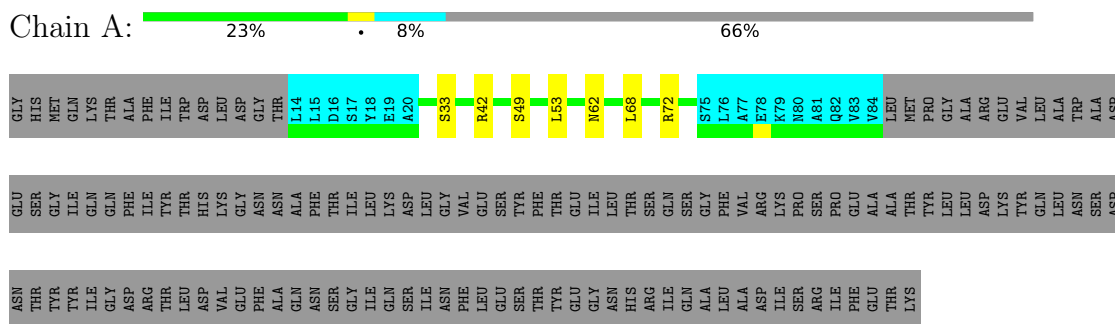 Chain A:
23% • 8% 66%
GLY HIS MET GLN LYS THR ALA PHE ILE TRP ASP LEU ASP GLY THR L14 L15 D16 S17 Y18 E19 A20 S33 R42 S49 L53 N62 L68 R72 S75 L76 A77 E78 K79 N80 A81 Q82 V83 V84 LEU MET PRO GLY ALA ARG GLU VAL LEU ALA TRP ALA ASP
GLU SER GLY ILE GLN GLN PHE ILE TYR THR HIS LYS GLY ASN ASN ALA PHE THR ILE LEU LYS ASP LEU GLY VAL GLU SER TYR PHE THR GLU ILE LEU THR SER GLN SER GLY PHE VAL ARG LYS PRO SER PRO GLU ALA ALA THR TYR LEU LEU ASP LYS TYR GLN LEU ASN SER ASP
ASN THR TYR TYR ILE GLY ASP ARG THR LEU ASP VAL GLU PHE ALA GLN ASN SER GLY ILE GLN SER ILE ASN PHE LEU GLU SER THR TYR GLU GLY ASN HIS ARG ILE GLN ALA LEU ALA ASP ILE SER ARG ILE PHE GLU THR LYS